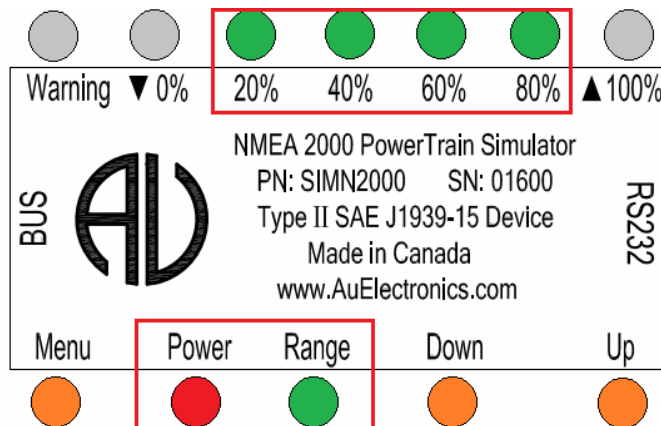 Warning ▼ 0% 20% 40% 60% 80% ▲ 100%
NMEA 2000 PowerTrain Simulator
PN: SIMN2000 SN: 01600
Type II SAE J1939-15 Device
Made in Canada
www.AuElectronics.com
BUS
AU
RS232
Menu Power Range Down Up